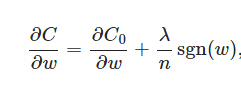 ∂C/∂w = ∂C₀/∂w + λ/n sgn(w),